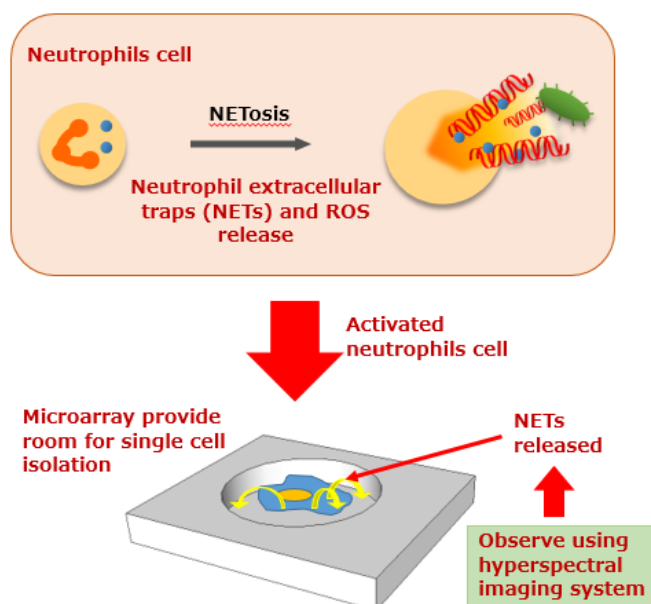 Neutrophils cell
NETosis
Neutrophil extracellular
traps (NETs) and ROS
release
Activated
neutrophils cell
Microarray provide
room for single cell
isolation
NETs
released
Observe using
hyperspectral
imaging system